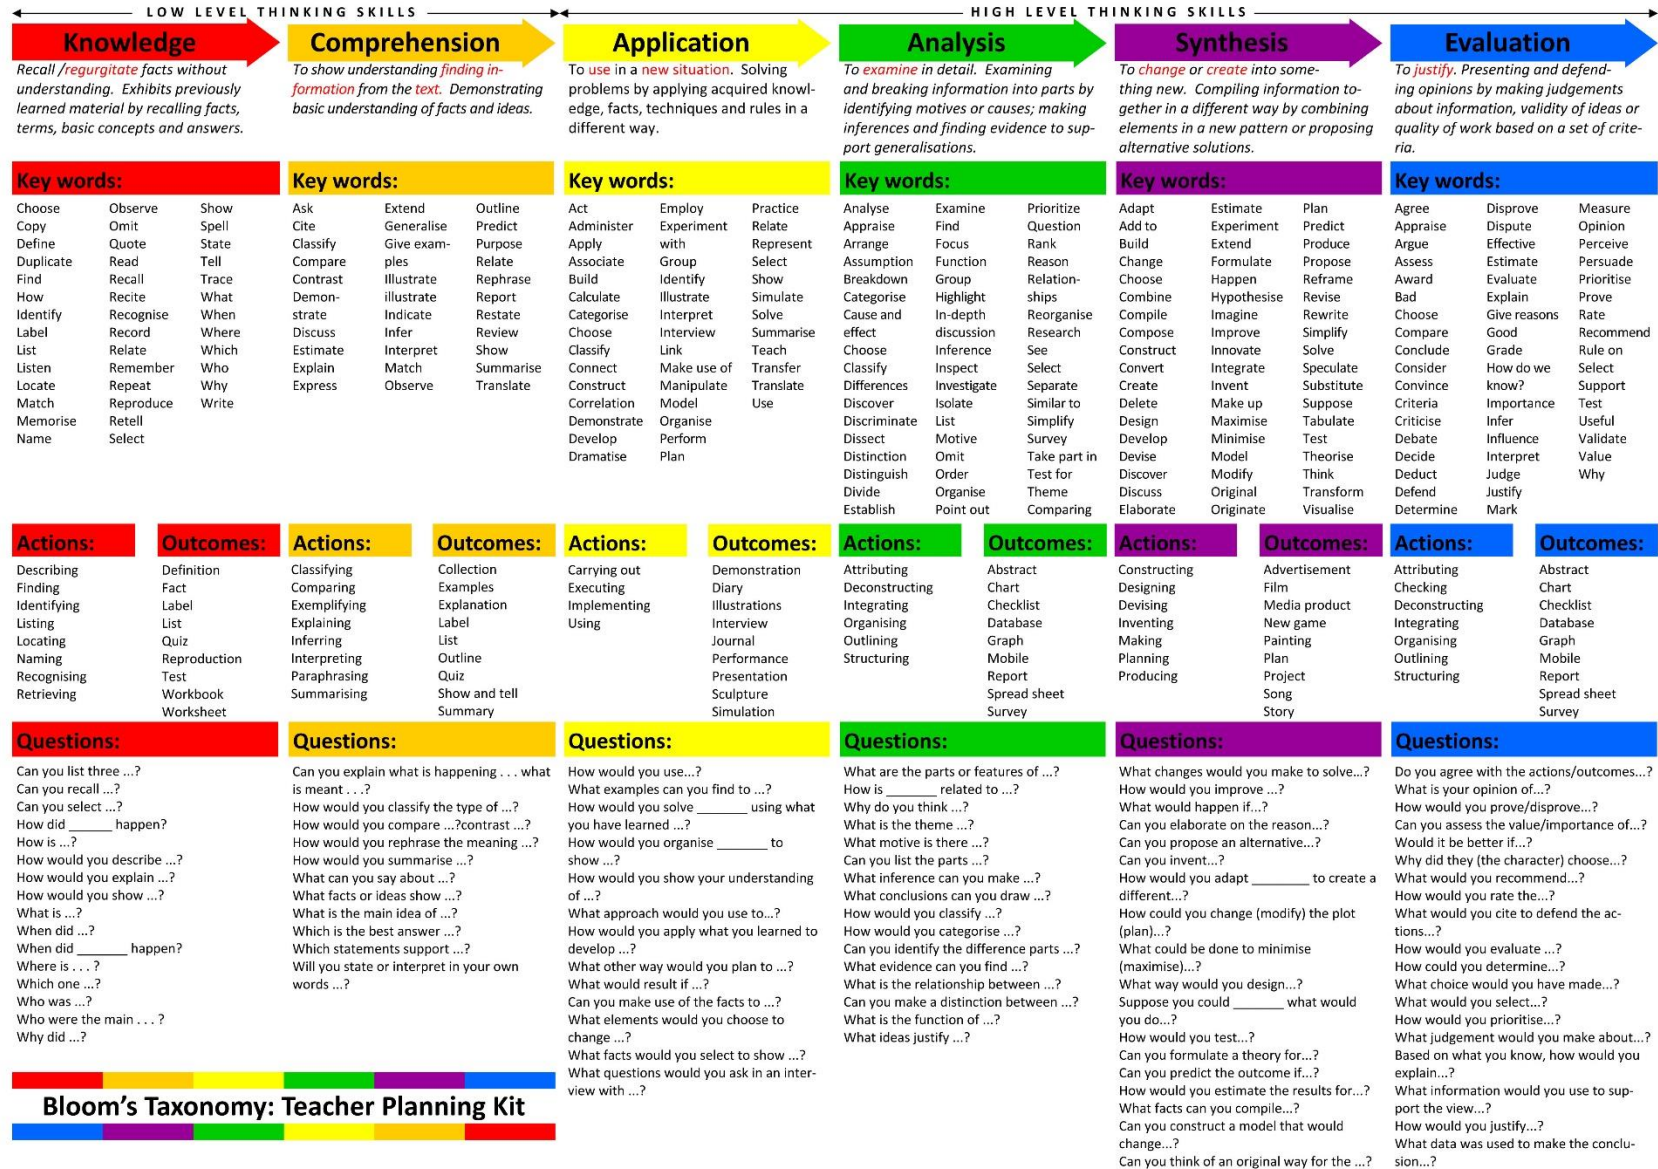 LOW LEVEL THINKING SKILLS
HIGH LEVEL THINKING SKILLS
Knowledge
Recall /regurgitate facts without
understanding. Exhibits previously
learned material by recalling facts,
terms, basic concepts and answers.
Key words:
Choose
Copy
Define
Duplicate
Find
How
Identify
Label
List
Listen
Locate
Match
Memorise
Name
Observe
Omit
Quote
Read
Recall
Recite
Recognise
Record
Relate
Remember
Repeat
Reproduce
Retell
Select
Show
Spell
State
Tell
Trace
What
When
Where
Which
Who
Why
Write
Actions:
Describing
Finding
Identifying
Listing
Locating
Naming
Recognising
Retrieving
Outcomes:
Definition
Fact
Label
List
Quiz
Reproduction
Test
Workbook
Worksheet
Questions:
Can you list three ...?
Can you recall ...?
Can you select ...?
How did ______ happen?
How is ...?
How would you describe ...?
How would you explain ...?
How would you show ...?
What is ...?
When did ...?
When did _______ happen?
Where is . . . ?
Which one ...?
Who was ...?
Who were the main . . . ?
Why did ...?
Comprehension
To show understanding finding in-
formation from the text. Demonstrating
basic understanding of facts and ideas.
Key words:
Ask
Cite
Classify
Compare
Contrast
Demon-
strate
Discuss
Estimate
Explain
Express
Extend
Generalise
Give exam-
ples
Illustrate
illustrate
Indicate
Infer
Interpret
Match
Observe
Outline
Predict
Purpose
Relate
Rephrase
Report
Restate
Review
Show
Summarise
Translate
Actions:
Classifying
Comparing
Exemplifying
Explaining
Inferring
Interpreting
Paraphrasing
Summarising
Outcomes:
Collection
Examples
Explanation
Label
List
Outline
Quiz
Show and tell
Summary
Questions:
Can you explain what is happening . . . what
is meant . . .?
How would you classify the type of ...?
How would you compare ...?contrast ...?
How would you rephrase the meaning ...?
How would you summarise ...?
What can you say about ...?
What facts or ideas show ...?
What is the main idea of ...?
Which is the best answer ...?
Which statements support ...?
Will you state or interpret in your own
words ...?
Application
To use in a new situation. Solving
problems by applying acquired knowl-
edge, facts, techniques and rules in a
different way.
Key words:
Act
Administer
Apply
Associate
Build
Calculate
Categorise
Choose
Classify
Connect
Construct
Correlation
Demonstrate
Develop
Dramatise
Employ
Experiment
with
Group
Identify
Illustrate
Interpret
Interview
Link
Make use of
Manipulate
Model
Organise
Perform
Plan
Practice
Relate
Represent
Select
Show
Simulate
Solve
Summarise
Teach
Transfer
Translate
Use
Actions:
Carrying out
Executing
Implementing
Using
Outcomes:
Demonstration
Diary
Illustrations
Interview
Journal
Performance
Presentation
Sculpture
Simulation
Questions:
How would you use...?
What examples can you find to ...?
How would you solve _______ using what
you have learned ...?
How would you organise _______ to
show ...?
How would you show your understanding
of ...?
What approach would you use to...?
How would you apply what you learned to
develop ...?
What other way would you plan to ...?
What would result if ...?
Can you make use of the facts to ...?
What elements would you choose to
change ...?
What facts would you select to show ...?
What questions would you ask in an inter-
view with ...?
Analysis
To examine in detail. Examining
and breaking information into parts by
identifying motives or causes; making
inferences and finding evidence to sup-
port generalisations.
Key words:
Analyse
Appraise
Arrange
Assumption
Breakdown
Categorise
Cause and
effect
Choose
Classify
Differences
Discover
Discriminate
Dissect
Distinction
Distinguish
Divide
Establish
Examine
Find
Focus
Function
Group
Highlight
In-depth
discussion
Inference
Inspect
Investigate
Isolate
List
Motive
Omit
Order
Organise
Point out
Prioritize
Question
Rank
Reason
Relation-
ships
Reorganise
Research
See
Select
Separate
Similar to
Simplify
Survey
Take part in
Test for
Theme
Comparing
Actions:
Attributing
Deconstructing
Integrating
Organising
Outlining
Structuring
Outcomes:
Abstract
Chart
Checklist
Database
Graph
Mobile
Report
Spread sheet
Survey
Questions:
What are the parts or features of ...?
How is _______ related to ...?
Why do you think ...?
What is the theme ...?
What motive is there ...?
Can you list the parts ...?
What inference can you make ...?
What conclusions can you draw ...?
How would you classify ...?
How would you categorise ...?
Can you identify the difference parts ...?
What evidence can you find ...?
What is the relationship between ...?
Can you make a distinction between ...?
What is the function of ...?
What ideas justify ...?
Synthesis
To change or create into some-
thing new. Compiling information to-
gether in a different way by combining
elements in a new pattern or proposing
alternative solutions.
Key words:
Adapt
Add to
Build
Change
Choose
Combine
Compile
Compose
Construct
Convert
Create
Delete
Design
Develop
Devise
Discover
Discuss
Elaborate
Estimate
Experiment
Extend
Formulate
Happen
Hypothesise
Imagine
Improve
Innovate
Integrate
Invent
Make up
Maximise
Minimise
Model
Modify
Original
Originate
Plan
Predict
Produce
Propose
Reframe
Revise
Rewrite
Simplify
Solve
Speculate
Substitute
Suppose
Tabulate
Test
Theorise
Think
Transform
Visualise
Actions:
Constructing
Designing
Devising
Inventing
Making
Planning
Producing
Outcomes:
Advertisement
Film
Media product
New game
Painting
Plan
Project
Song
Story
Questions:
What changes would you make to solve...?
How would you improve ...?
What would happen if...?
Can you elaborate on the reason...?
Can you propose an alternative...?
Can you invent...?
How would you adapt ________ to create a
different...?
How could you change (modify) the plot
(plan)...?
What could be done to minimise
(maximise)...?
What way would you design...?
Suppose you could _______ what would
you do...?
How would you test...?
Can you formulate a theory for...?
Can you predict the outcome if...?
How would you estimate the results for...?
What facts can you compile...?
Can you construct a model that would
change...?
Can you think of an original way for the ...?
Evaluation
To justify. Presenting and defend-
ing opinions by making judgements
about information, validity of ideas or
quality of work based on a set of crite-
ria.
Key words:
Agree
Appraise
Argue
Assess
Award
Bad
Choose
Compare
Conclude
Consider
Convince
Criteria
Criticise
Debate
Decide
Deduct
Defend
Determine
Disprove
Dispute
Effective
Estimate
Evaluate
Explain
Give reasons
Good
Grade
How do we
know?
Importance
Infer
Influence
Interpret
Judge
Justify
Mark
Measure
Opinion
Perceive
Persuade
Prioritise
Prove
Rate
Recommend
Rule on
Select
Support
Test
Useful
Validate
Value
Why
Actions:
Attributing
Checking
Deconstructing
Integrating
Organising
Outlining
Structuring
Outcomes:
Abstract
Chart
Checklist
Database
Graph
Mobile
Report
Spread sheet
Survey
Questions:
Do you agree with the actions/outcomes...?
What is your opinion of...?
How would you prove/disprove...?
Can you assess the value/importance of...?
Would it be better if...?
Why did they (the character) choose...?
What would you recommend...?
How would you rate the...?
What would you cite to defend the ac-
tions...?
How would you evaluate ...?
How could you determine...?
What choice would you have made...?
What would you select...?
How would you prioritise...?
What judgement would you make about...?
Based on what you know, how would you
explain...?
What information would you use to sup-
port the view...?
How would you justify...?
What data was used to make the conclu-
sion...?
Bloom's Taxonomy: Teacher Planning Kit